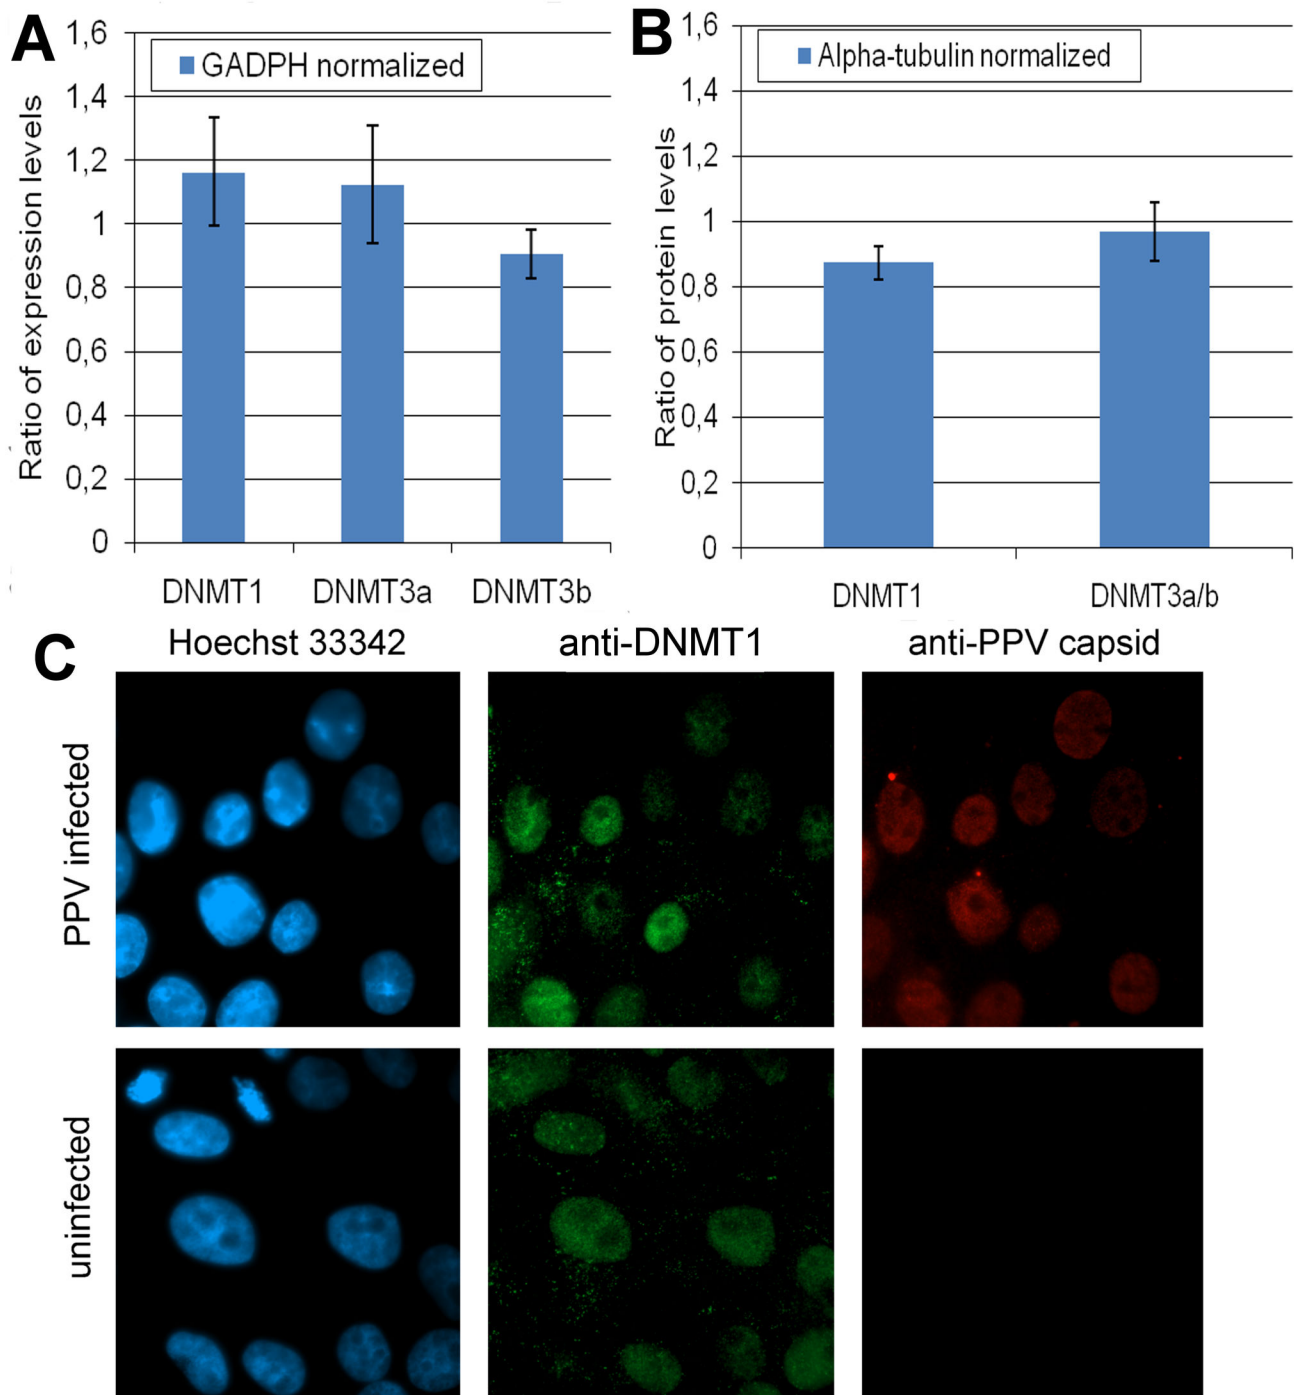 A
1,6
1,4
1,2
1
0,8
0,6
0,4
0,2
0
Ratio of expression levels
GADPH normalized
DNMT1 DNMT3a DNMT3b
B
1,6
1,4
1,2
1
0,8
0,6
0,4
0,2
0
Ratio of protein levels
Alpha-tubulin normalized
DNMT1 DNMT3a/b
C
Hoechst 33342 anti-DNMT1 anti-PPV capsid
PPV infected
uninfected